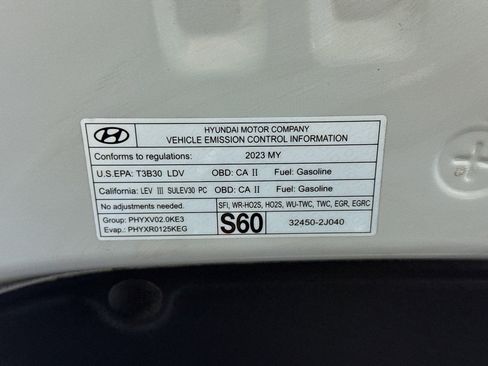 HYUNDAI MOTOR COMPANY
VEHICLE EMISSION CONTROL INFORMATION
Conforms to regulations: 2023 MY
U.S.EPA: T3B30 LDV OBD: CA II Fuel: Gasoline
California: LEV III SULEV30 PC OBD: CA II Fuel: Gasoline
No adjustments needed. SFI, WR-HO2S, HO2S, WU-TWC, TWC, EGR, EGRC
Group: PHYXV02.0KE3
Evap.: PHYXR0125KEG
S60 32450-2J040